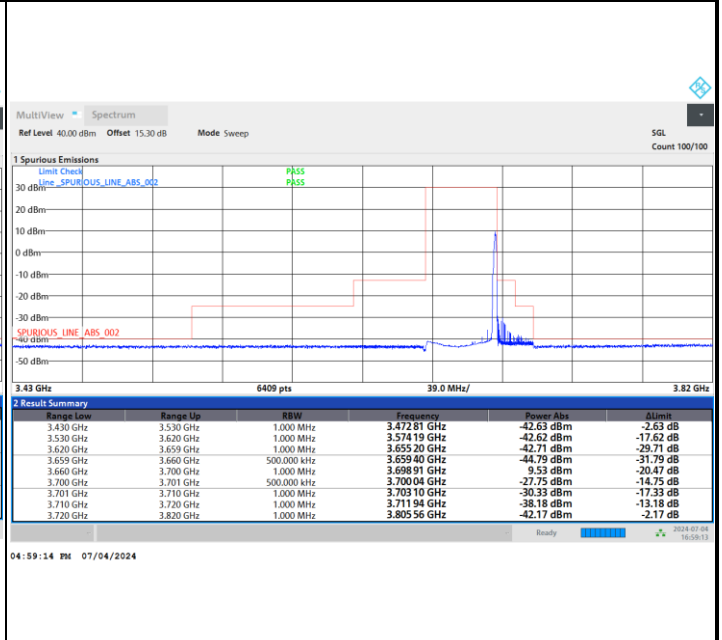 MultiView Spectrum
Ref Level 40.00 dBm Offset 15.30 dB Mode Sweep SGL
Count 100/100
1 Spurious Emissions
Limit Check PASS
Line _SPURIOUS_LINE_ABS_002 PASS
30 dBm
20 dBm
10 dBm
0 dBm
-10 dBm
-20 dBm
-30 dBm
SPURIOUS_LINE_ABS_002
-40 dBm
-50 dBm
3.43 GHz 6409 pts 39.0 MHz/ 3.82 GHz
2 Result Summary
Range Low Range Up RBW Frequency Power Abs ΔLimit
3.430 GHz 3.530 GHz 1.000 MHz 3.472 81 GHz -42.63 dBm -2.63 dB
3.530 GHz 3.620 GHz 1.000 MHz 3.574 19 GHz -42.62 dBm -17.62 dB
3.620 GHz 3.659 GHz 1.000 MHz 3.655 20 GHz -42.71 dBm -29.71 dB
3.659 GHz 3.660 GHz 500.000 kHz 3.659 40 GHz -44.79 dBm -31.79 dB
3.660 GHz 3.700 GHz 1.000 MHz 3.698 91 GHz 9.53 dBm -20.47 dB
3.700 GHz 3.701 GHz 500.000 kHz 3.700 04 GHz -27.75 dBm -14.75 dB
3.701 GHz 3.710 GHz 1.000 MHz 3.703 10 GHz -30.33 dBm -17.33 dB
3.710 GHz 3.720 GHz 1.000 MHz 3.711 94 GHz -38.18 dBm -13.18 dB
3.720 GHz 3.820 GHz 1.000 MHz 3.805 56 GHz -42.17 dBm -2.17 dB
Ready 2024-07-04
16:59:13
04:59:14 PM 07/04/2024